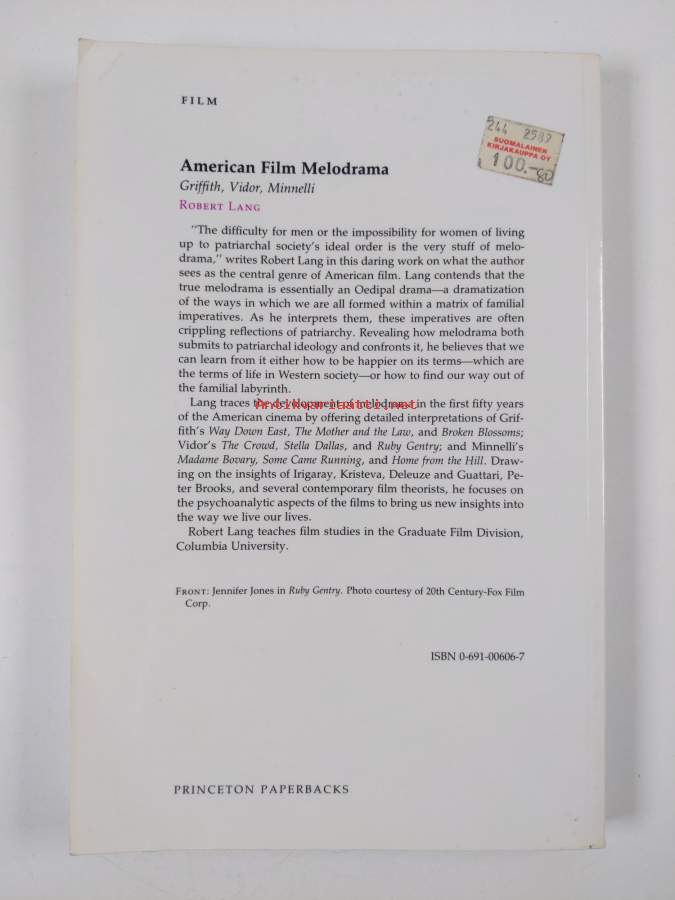 FILM
244 2582
SUOMALAINEN
KIRJAKAUPPA OY
100.-80
American Film Melodrama
Griffith, Vidor, Minnelli
ROBERT LANG
"The difficulty for men or the impossibility for women of living
up to patriarchal society's ideal order is the very stuff of melo-
drama," writes Robert Lang in this daring work on what the author
sees as the central genre of American film. Lang contends that the
true melodrama is essentially an Oedipal drama—a dramatization
of the ways in which we are all formed within a matrix of familial
imperatives. As he interprets them, these imperatives are often
crippling reflections of patriarchy. Revealing how melodrama both
submits to patriarchal ideology and confronts it, he believes that we
can learn from it either how to be happier on its terms—which are
the terms of life in Western society—or how to find our way out of
the familial labyrinth.
Lang traces the development of melodrama in the first fifty years
of the American cinema by offering detailed interpretations of Grif-
fith's Way Down East, The Mother and the Law, and Broken Blossoms;
Vidor's The Crowd, Stella Dallas, and Ruby Gentry; and Minnelli's
Madame Bovary, Some Came Running, and Home from the Hill. Draw-
ing on the insights of Irigaray, Kristeva, Deleuze and Guattari, Pe-
ter Brooks, and several contemporary film theorists, he focuses on
the psychoanalytic aspects of the films to bring us new insights into
the way we live our lives.
Robert Lang teaches film studies in the Graduate Film Division,
Columbia University.
FRONT: Jennifer Jones in Ruby Gentry. Photo courtesy of 20th Century-Fox Film
Corp.
ISBN 0-691-00606-7
PRINCETON PAPERBACKS